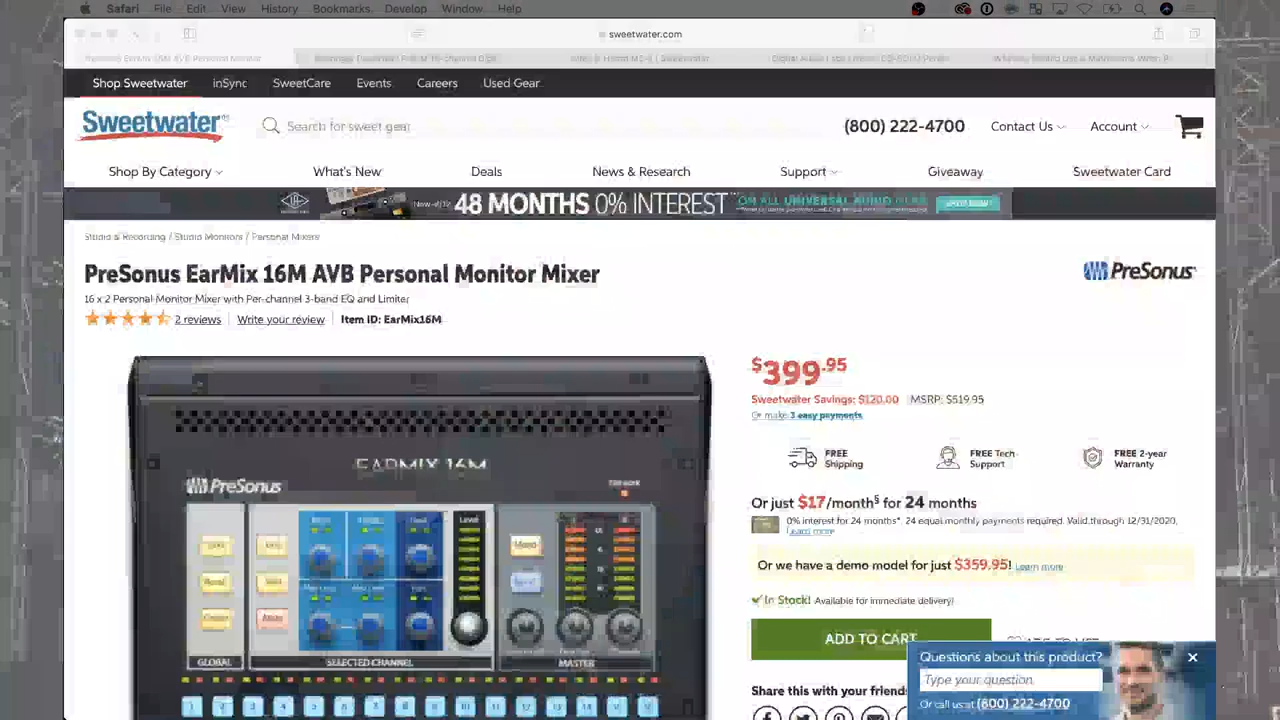 Safari File Edit View History Bookmarks Develop Window Help
sweetwater.com
Shop Sweetwater inSync SweetCare Events Careers Used Gear
Sweetwater Search for sweet gear (800) 222-4700 Contact Us Account
Shop By Category What's New Deals News & Research Support Giveaway Sweetwater Card
48 MONTHS 0% INTEREST ON ALL UNIVERSAL AUDIO GEAR
Studio & Recording / Studio Monitors / Personal Mixers
PreSonus EarMix 16M AVB Personal Monitor Mixer
PreSonus
16 x 2 Personal Monitor Mixer with Per-channel 3-band EQ and Limiter
2 reviews Write your review Item ID: EarMix16M
$399.95
Sweetwater Savings: $120.00 MSRP: $519.95
Or make 3 easy payments
FREE Shipping
FREE Tech Support
FREE 2-year Warranty
Or just $17/month§ for 24 months
0% interest for 24 months*. 24 equal monthly payments required. Valid through 12/31/2020.
Learn more
Or we have a demo model for just $359.95! Learn more
In Stock! Available for immediate delivery!
ADD TO CART
Share this with your friends
EARMIX 16M
PreSonus
Level
GLOBAL SELECTED CHANNEL MASTER
Questions about this product?
Type your question
Or call us at (800) 222-4700